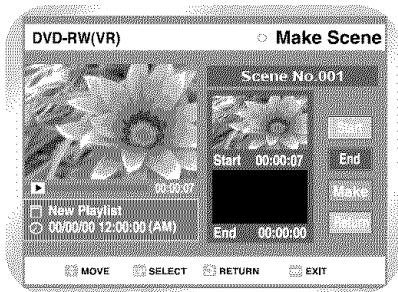 DVD-RW(VR)
Make Scene
Scene No.001
Start 00:00:07
End 00:00:00
Start
End
Make
Return
00:00:07
New Playlist
00/00/00 12:00:00 (AM)
MOVE SELECT RETURN EXIT